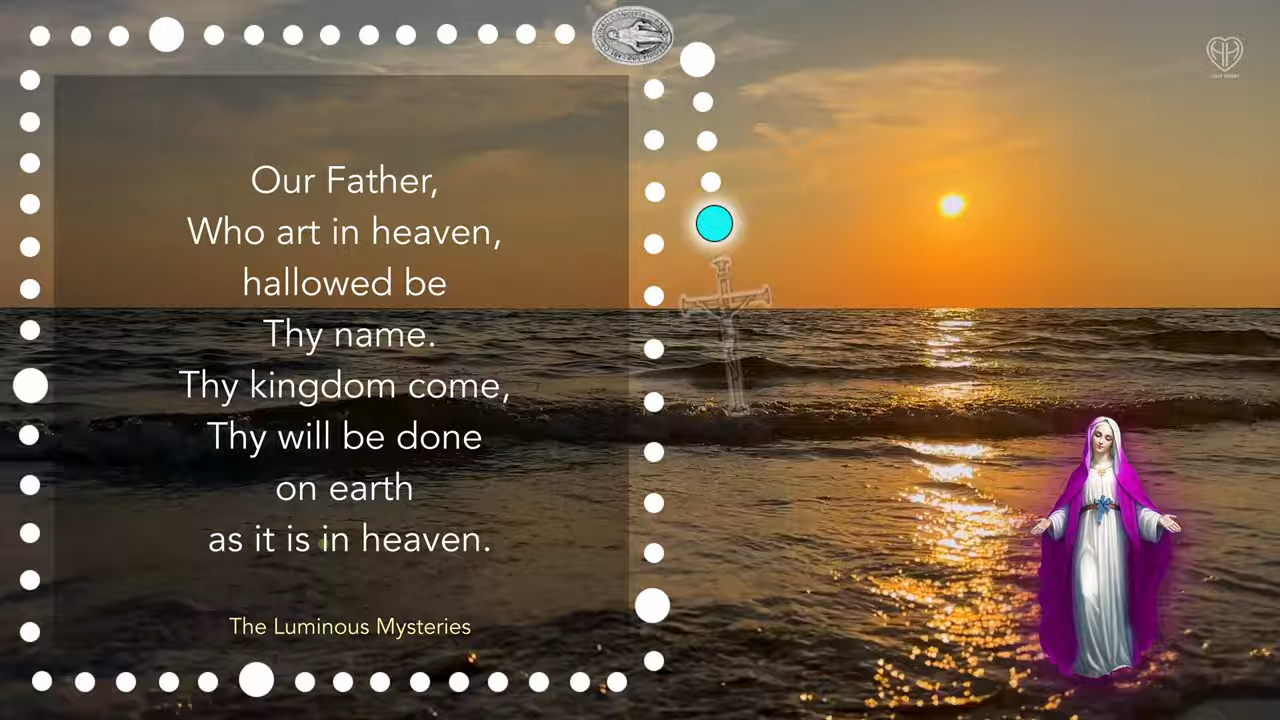 Our Father,
Who art in heaven,
hallowed be
Thy name.
Thy kingdom come,
Thy will be done
on earth
as it is in heaven.
The Luminous Mysteries